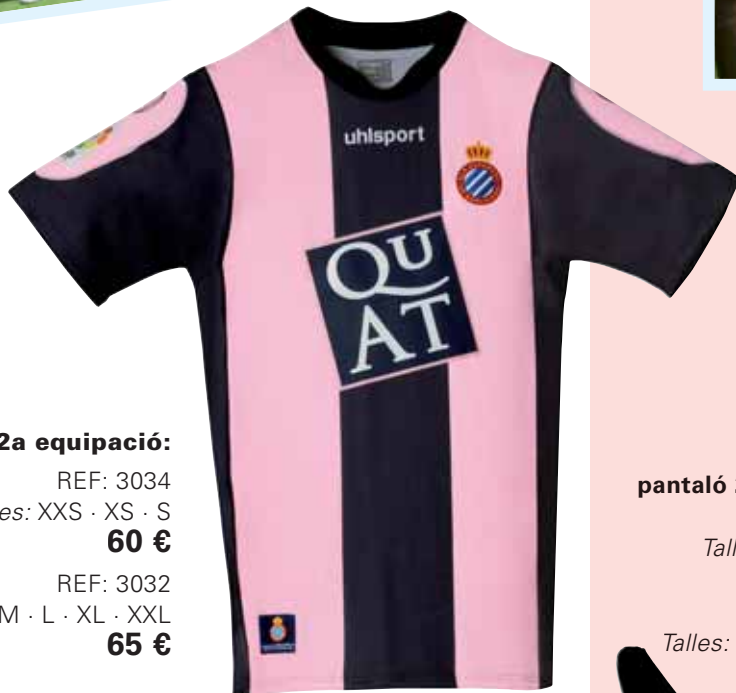 uhlsport
QU
AT
2a equipació:
REF: 3034
es: XXS · XS · S
60 €
REF: 3032
M · L · XL · XXL
65 €
pantaló
Tall
Talles: